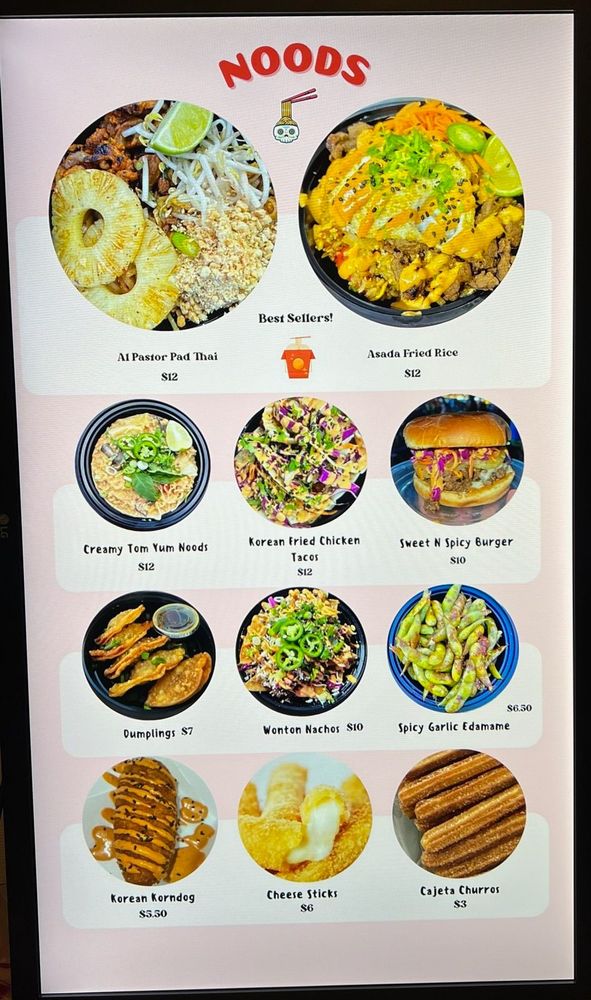 NOODS
Best Sellers!
Al Pastor Pad Thai
$12
Asada Fried Rice
$12
Creamy Tom Yum Noods
$12
Korean Fried Chicken
Tacos
$12
Sweet N Spicy Burger
$10
Dumplings $7
Wonton Nachos $10
$6.50
Spicy Garlic Edamame
Korean Korndog
$5.50
Cheese Sticks
$6
Cajeta Churros
$3
LG